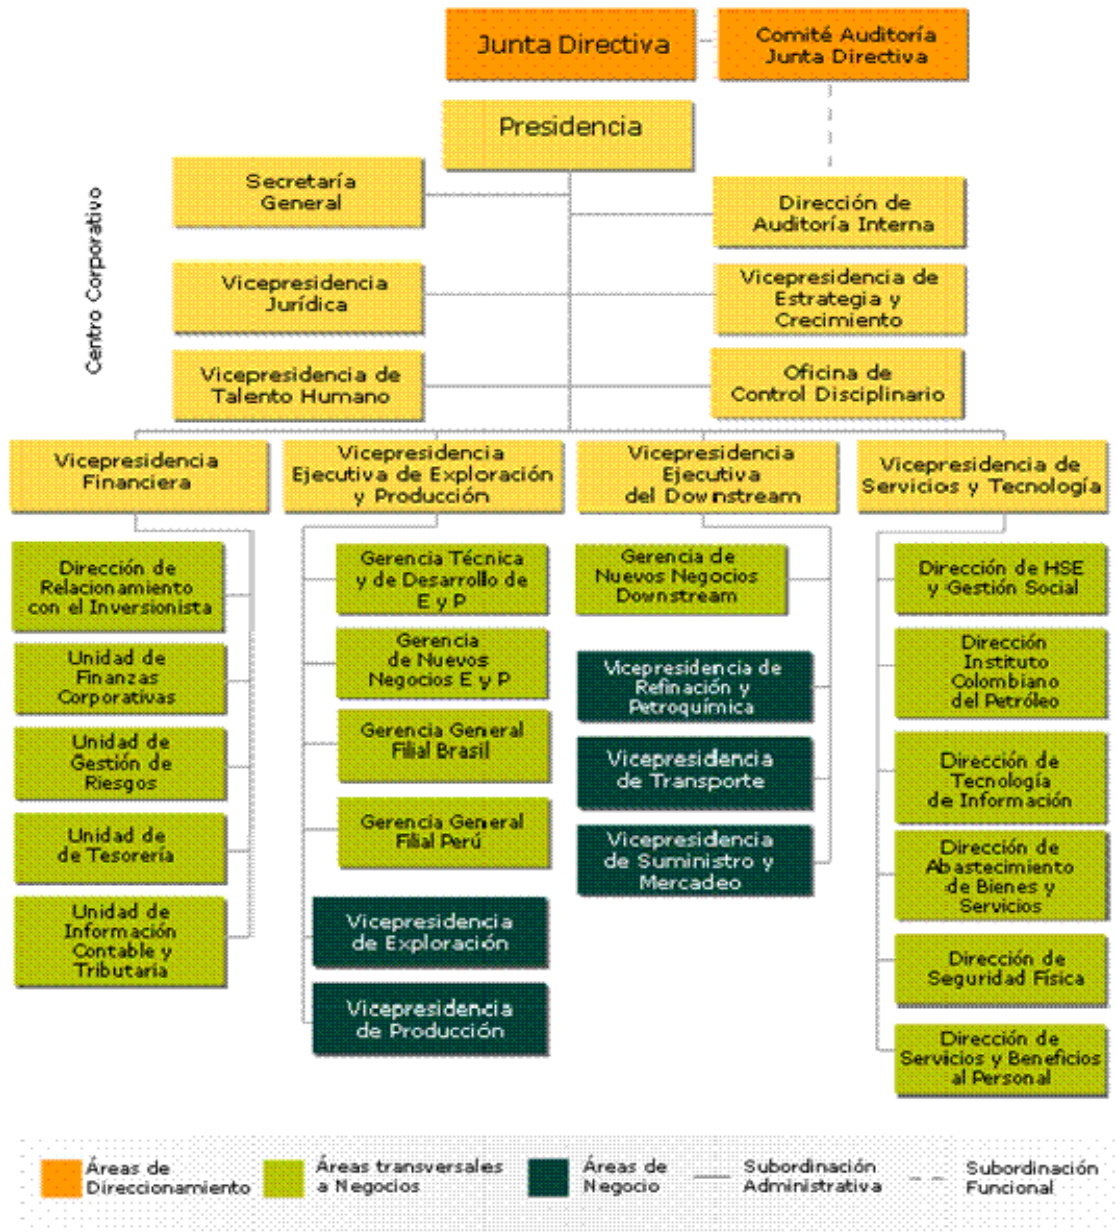 Junta Directiva
Comité Auditoría
Junta Directiva
Presidencia
Centro Corporativo
Secretaría
General
Dirección de
Auditoría Interna
Vicepresidencia
Jurídica
Vicepresidencia de
Estrategia y
Crecimiento
Vicepresidencia de
Talento Humano
Oficina de
Control Disciplinario
Vicepresidencia
Financiera
Vicepresidencia
Ejecutiva de Exploración
y Producción
Vicepresidencia
Ejecutiva
del Downstream
Vicepresidencia de
Servicios y Tecnología
Dirección de
Relacionamiento
con el Inversionista
Unidad de
Finanzas
Corporativas
Unidad de
Gestión de
Riesgos
Unidad de
de Tesorería
Unidad de
Información
Contable y
Tributaria
Gerencia Técnica
y de Desarrollo de
E y P
Gerencia
de Nuevos
Negocios E y P
Gerencia General
Filial Brasil
Gerencia General
Filial Perú
Vicepresidencia
de Exploración
Vicepresidencia
de Producción
Gerencia de
Nuevos Negocios
Downstream
Vicepresidencia de
Refinación y
Petroquímica
Vicepresidencia
de Transporte
Vicepresidencia
de Suministro y
Mercadeo
Dirección de HSE
y Gestión Social
Dirección
Instituto
Colombiano
del Petróleo
Dirección de
Tecnología
de Información
Dirección de
Abastecimiento
de Bienes y
Servicios
Dirección de
Seguridad Física
Dirección de
Servicios y Beneficios
al Personal
Áreas de
Direccionamiento
Áreas transversales
a Negocios
Áreas de
Negocio
Subordinación
Administrativa
Subordinación
Funcional